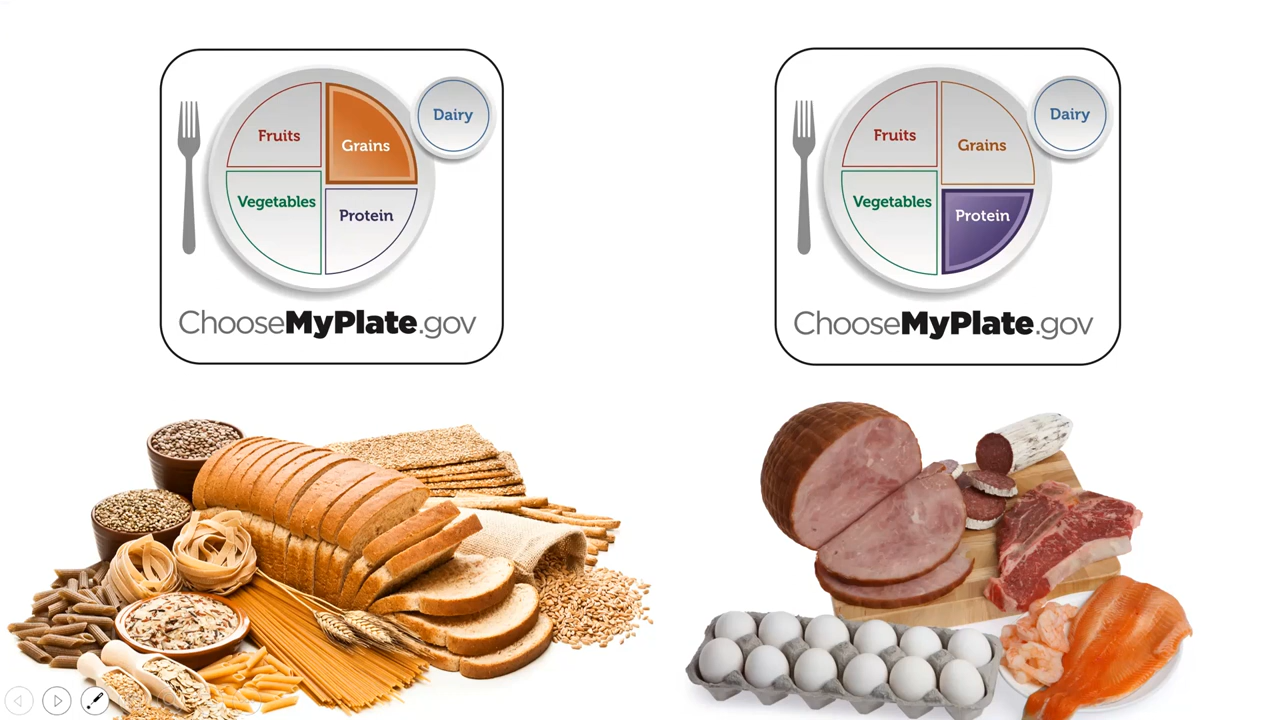 Fruits
Grains
Dairy
Vegetables
Protein
ChooseMyPlate.gov
Fruits
Grains
Dairy
Vegetables
Protein
ChooseMyPlate.gov